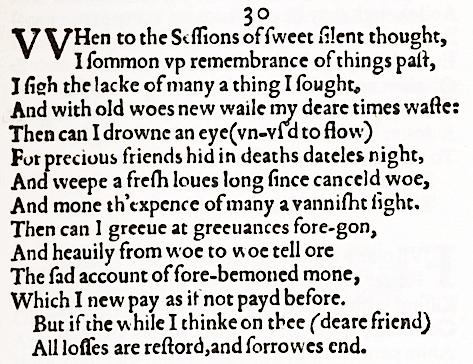 30
VVHen to the Seſſions of ſweet ſilent thought,
I ſommon vp remembrance of things paſt,
I ſigh the lacke of many a thing I ſought,
And with old woes new waile my deare times waſte:
Then can I drowne an eye(vn-vſ'd to flow)
For precious friends hid in deaths dateles night,
And weepe a freſh loues long ſince canceld woe,
And mone th'expence of many a vanniſht ſight.
Then can I greeue at greeuances fore-gon,
And heauily from woe to woe tell ore
The ſad account of fore-bemoned mone,
Which I new pay as if not payd before.
But if the while I thinke on thee (deare friend)
All loſſes are reſtord,and ſorrowes end.